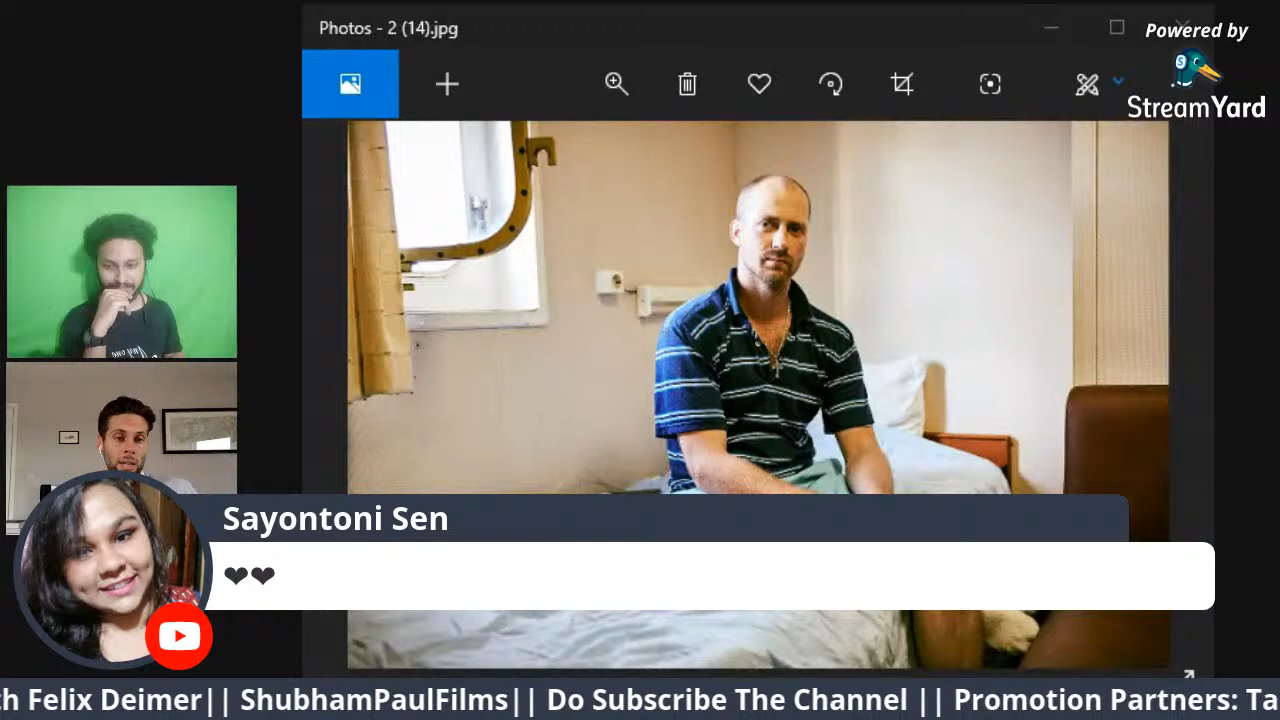 Photos - 2 (14).jpg
Powered by
StreamYard
Sayontoni Sen
❤❤
ch Felix Deimer|| ShubhamPaulFilms|| Do Subscribe The Channel || Promotion Partners: Ta